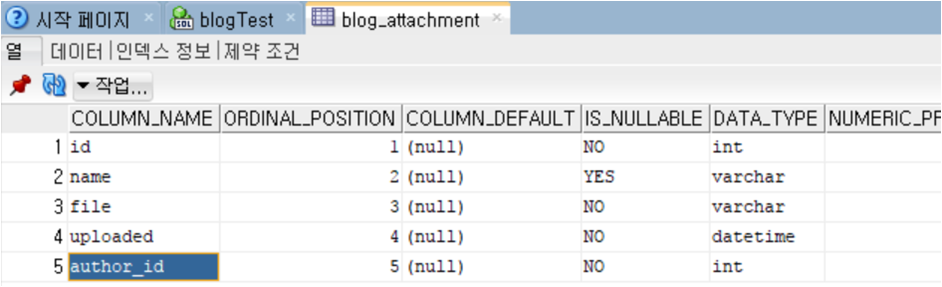 시작 페이지 blogTest blog_attachment
열 데이터 | 인덱스 정보 | 제약 조건
작업...
COLUMN_NAME ORDINAL_POSITION COLUMN_DEFAULT IS_NULLABLE DATA_TYPE NUMERIC_PR
1 id 1 (null) NO int
2 name 2 (null) YES varchar
3 file 3 (null) NO varchar
4 uploaded 4 (null) NO datetime
5 author_id 5 (null) NO int